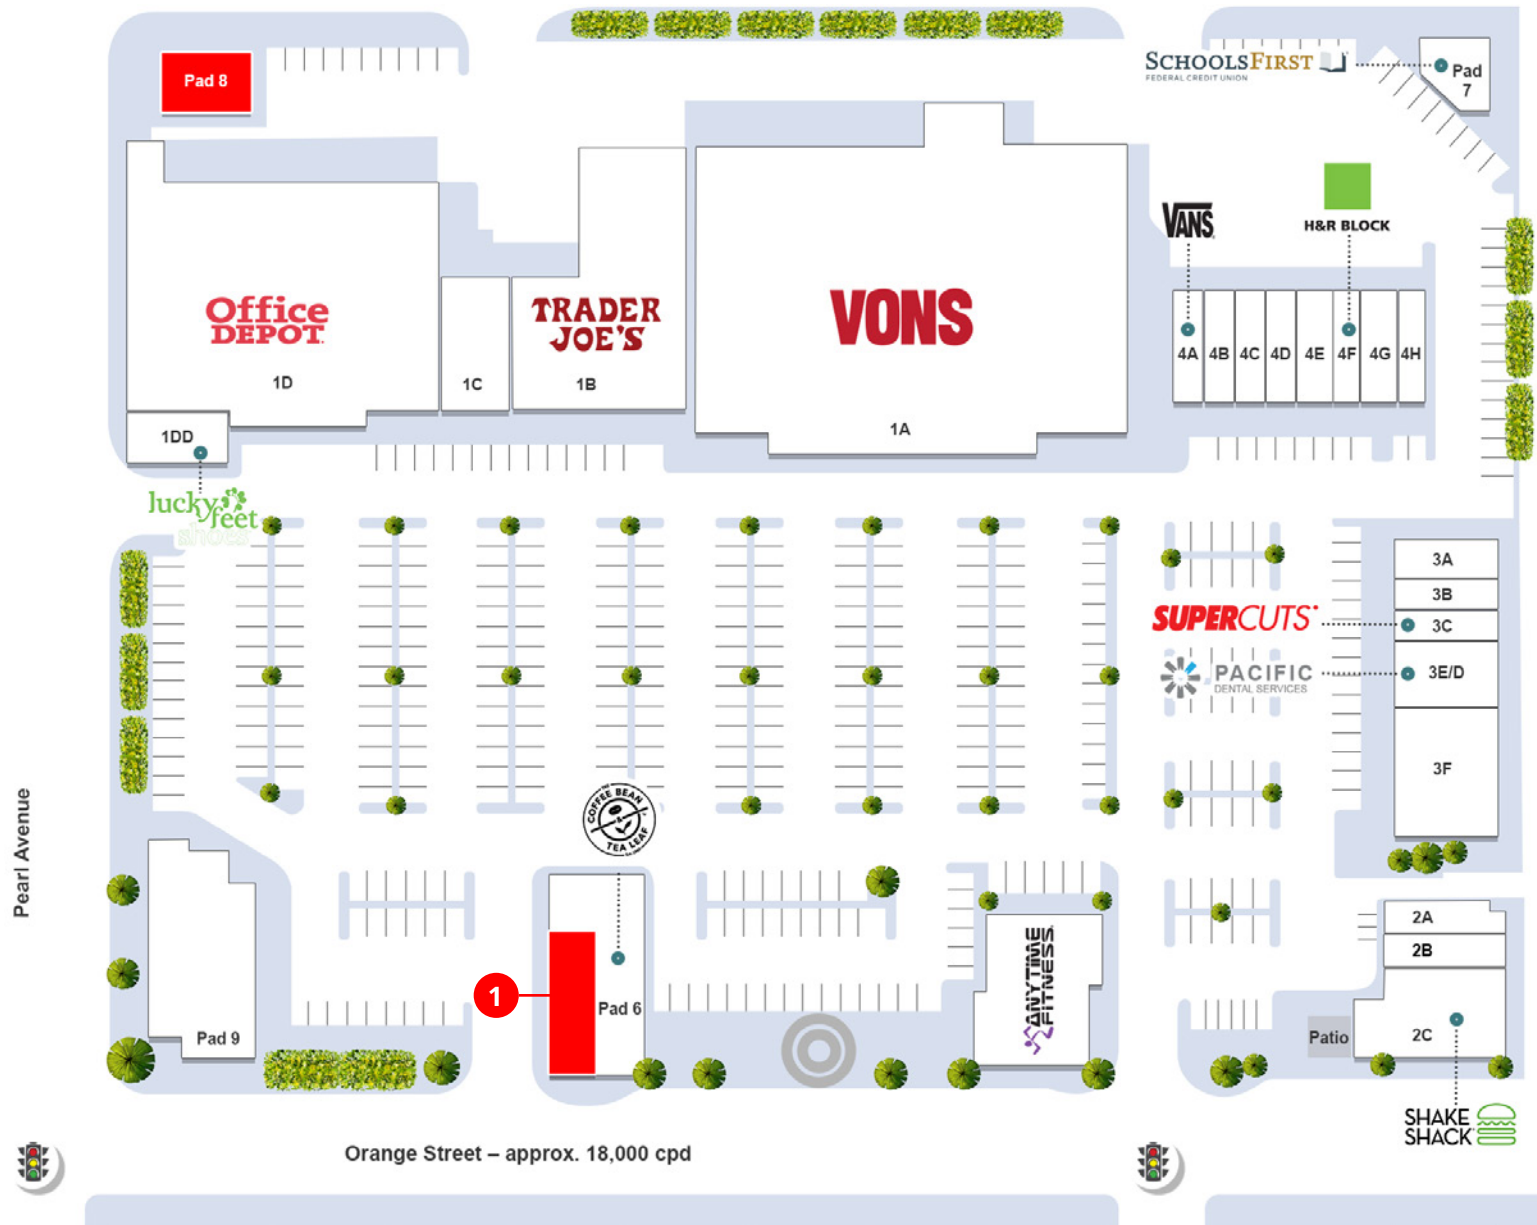 Pad 8
SCHOOLSFIRST
FEDERAL CREDIT UNION
Pad
7
VANS
H&R BLOCK
Office
DEPOT
TRADER
JOE'S
VONS
1D
1C
1B
1A
1DD
4A
4B
4C
4D
4E
4F
4G
4H
lucky feet
shoes
3A
3B
SUPERCUTS
3C
PACIFIC
DENTAL SERVICES
3E/D
3F
Pearl Avenue
THE
COFFEE BEAN
&
TEA LEAF
2A
2B
ANYTIME
FITNESS
1
Pad 6
Pad 9
Patio
2C
SHAKE
SHACK
Orange Street – approx. 18,000 cpd